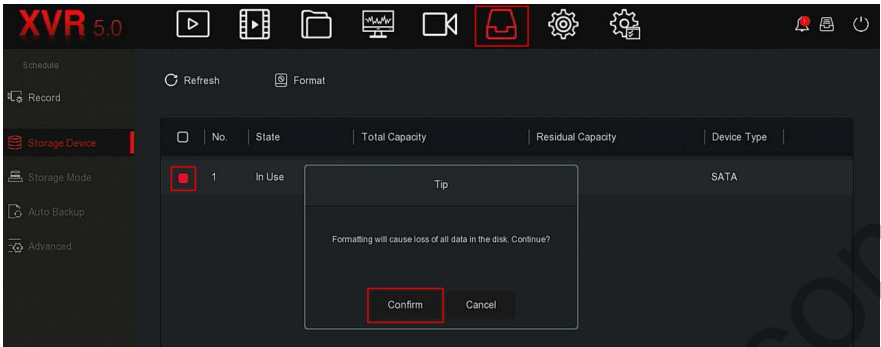 XVR 5.0
Schedule
Refresh
Format
Record
No.
State
Total Capacity
Residual Capacity
Device Type
Storage Device
1
In Use
SATA
Tip
Storage Mode
Auto Backup
Formatting will cause loss of all data in the disk. Continue?
Advanced
Confirm
Cancel